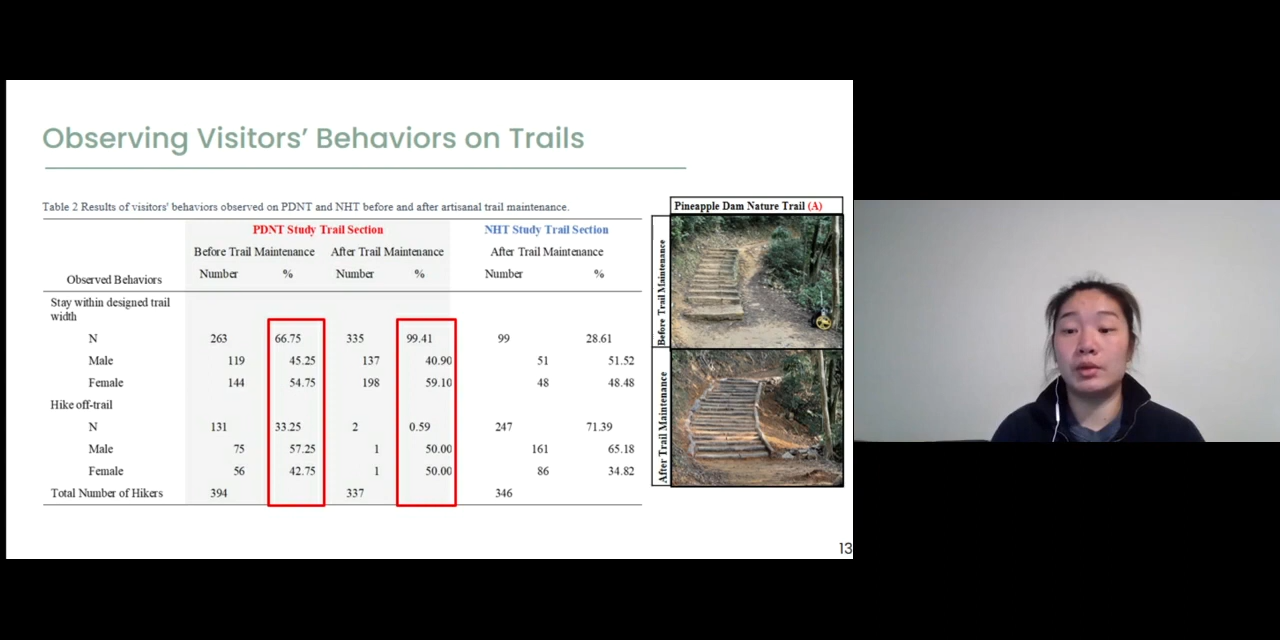 Observing Visitors' Behaviors on Trails
Table 2 Results of visitors' behaviors observed on PDNT and NHT before and after artisanal trail maintenance.
PDNT Study Trail Section NHT Study Trail Section
Before Trail Maintenance After Trail Maintenance After Trail Maintenance
Observed Behaviors Number % Number % Number %
Stay within designed trail
width
N 263 66.75 335 99.41 99 28.61
Male 119 45.25 137 40.90 51 51.52
Female 144 54.75 198 59.10 48 48.48
Hike off-trail
N 131 33.25 2 0.59 247 71.39
Male 75 57.25 1 50.00 161 65.18
Female 56 42.75 1 50.00 86 34.82
Total Number of Hikers 394 337 346
Pineapple Dam Nature Trail (A)
Before Trail Maintenance
After Trail Maintenance
13